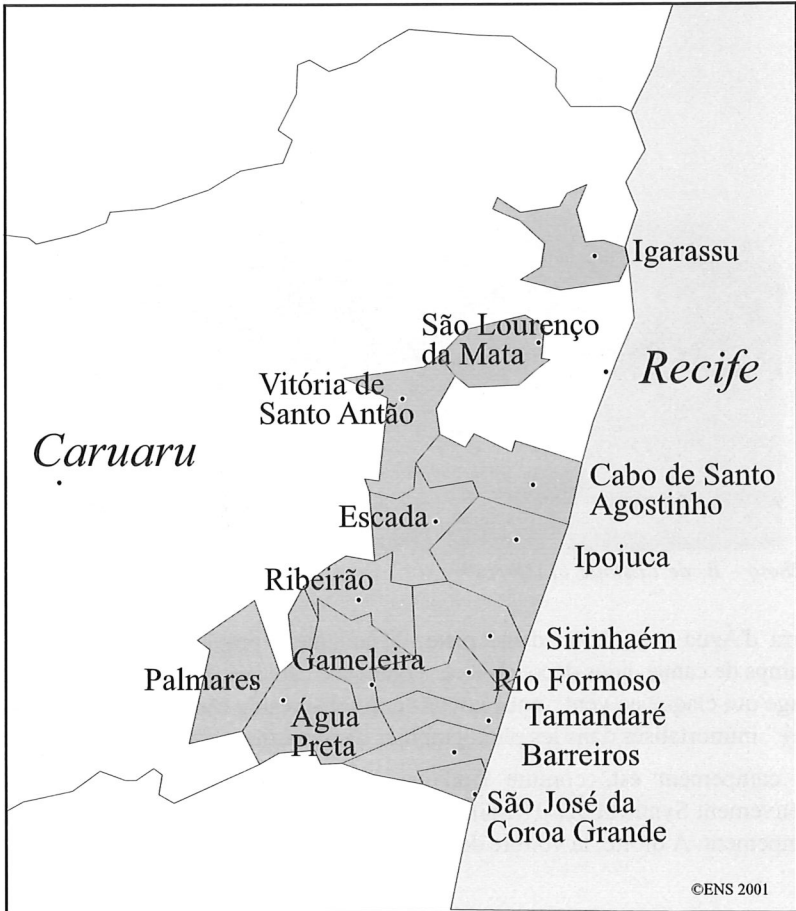 Igarassu
São Lourenço
da Mata
Recife
Vitória de
Santo Antão
Caruaru
Cabo de Santo
Agostinho
Escada
Ipojuca
Ribeirão
Sirinhaém
Gameleira
Palmares
Rio Formoso
Água
Preta
Tamandaré
Barreiros
São José da
Coroa Grande
©ENS 2001